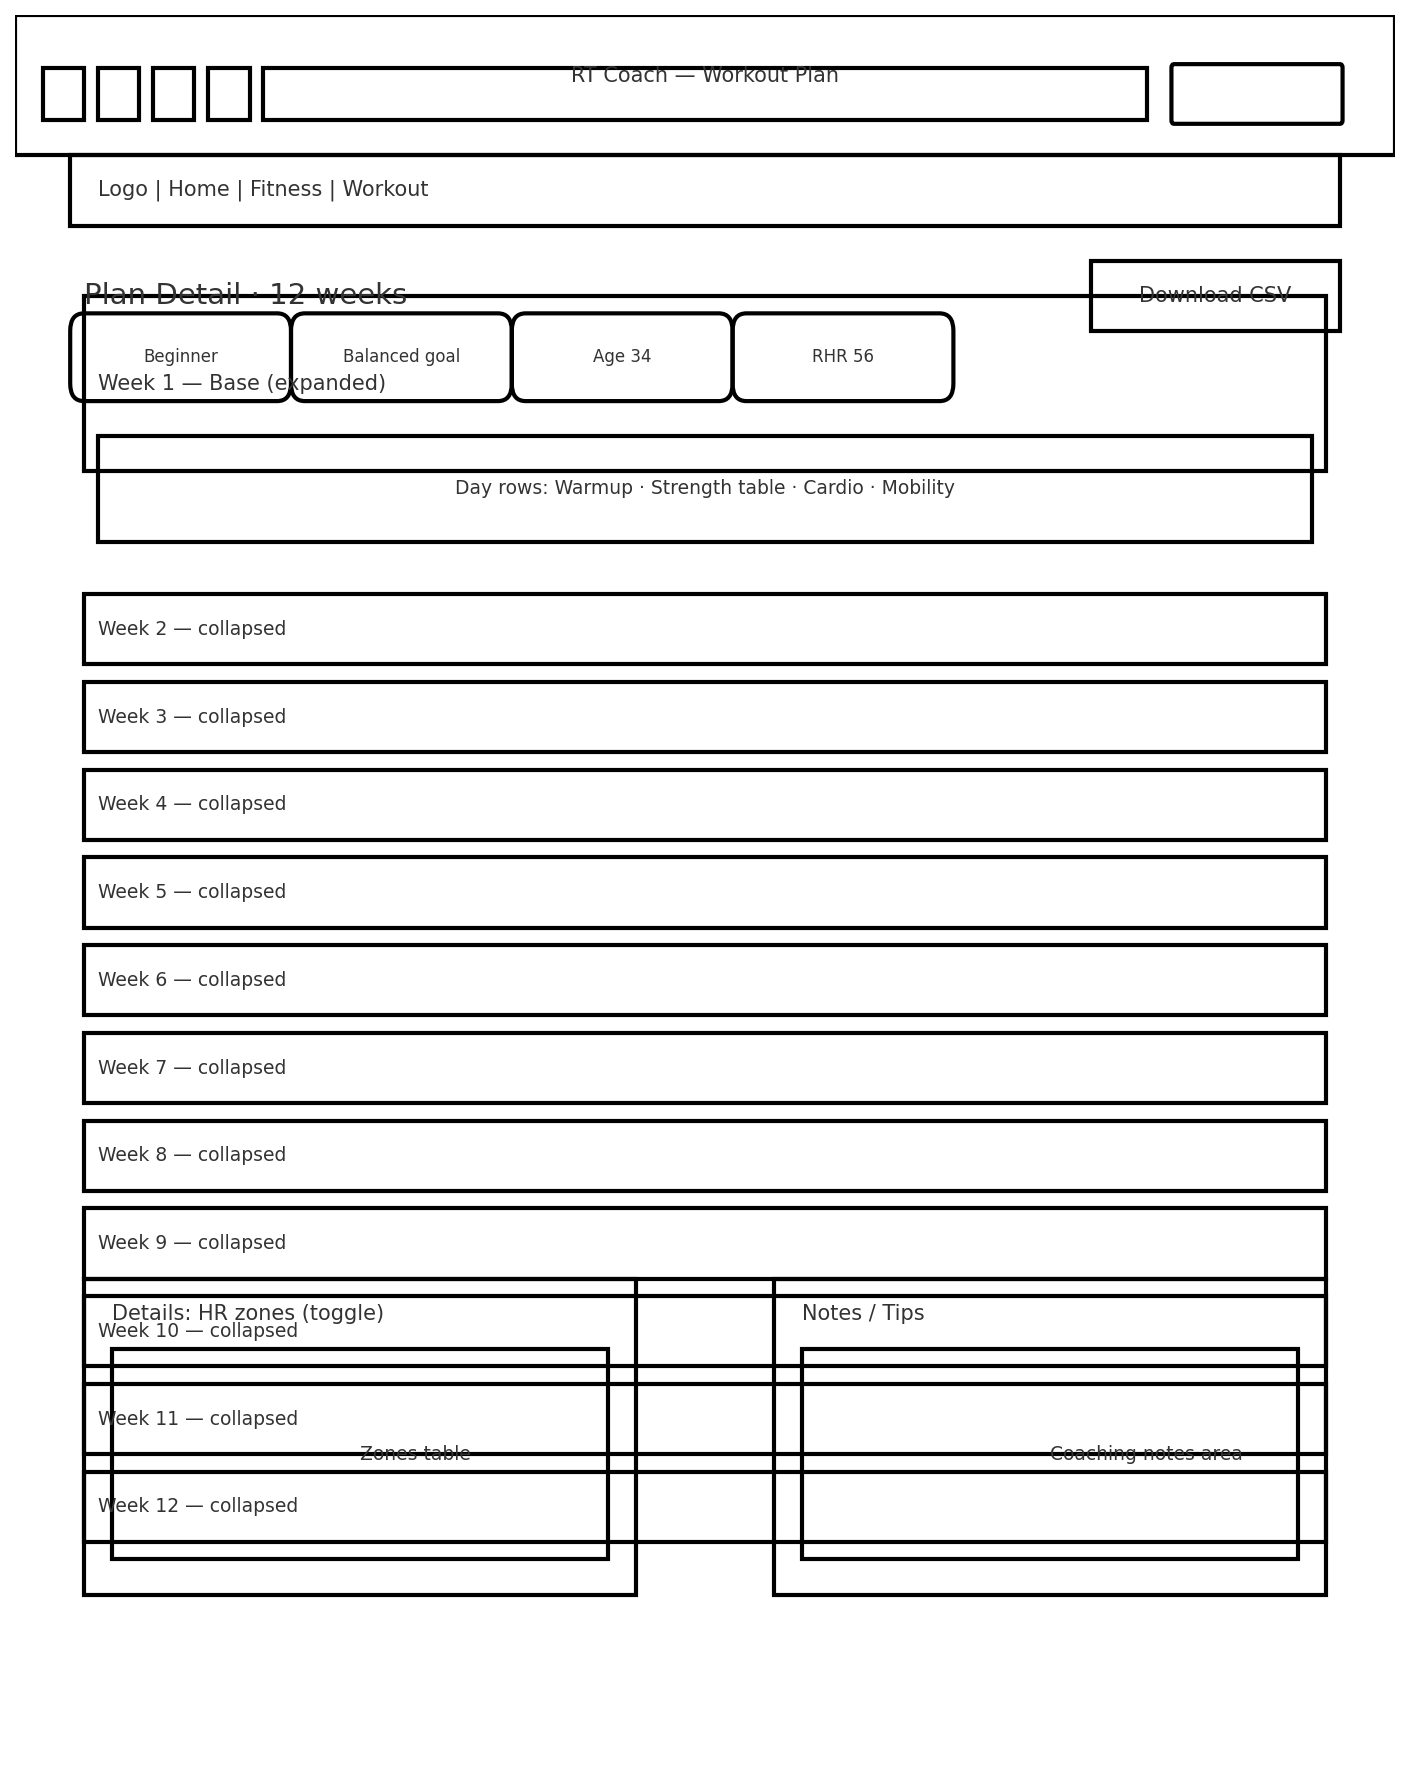 RT Coach — Workout Plan
Logo | Home | Fitness | Workout
Plan Detail · 12 weeks
Download CSV
Beginner
Balanced goal
Age 34
RHR 56
Week 1 — Base (expanded)
Day rows: Warmup · Strength table · Cardio · Mobility
Week 2 — collapsed
Week 3 — collapsed
Week 4 — collapsed
Week 5 — collapsed
Week 6 — collapsed
Week 7 — collapsed
Week 8 — collapsed
Week 9 — collapsed
Details: HR zones (toggle)
Notes / Tips
Week 10 — collapsed
Week 11 — collapsed
Zones table
Coaching notes area
Week 12 — collapsed